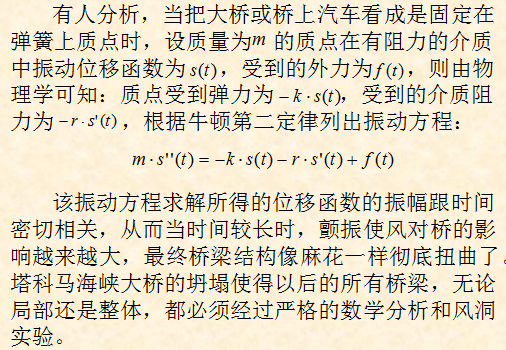 有人分析，当把大桥或桥上汽车看成是固定在
弹簧上质点时，设质量为m 的质点在有阻力的介质
中振动位移函数为s(t)，受到的外力为f(t)，则由物
理学可知：质点受到弹力为 −k·s(t)，受到的介质阻
力为 −r·s'(t)，根据牛顿第二定律列出振动方程：
m·s''(t) = −k·s(t) − r·s'(t) + f(t)
该振动方程求解所得的位移函数的振幅跟时间
密切相关，从而当时间较长时，颤振使风对桥的影
响越来越大，最终桥梁结构像麻花一样彻底扭曲了。
塔科马海峡大桥的坍塌使得以后的所有桥梁，无论
局部还是整体，都必须经过严格的数学分析和风洞
实验。